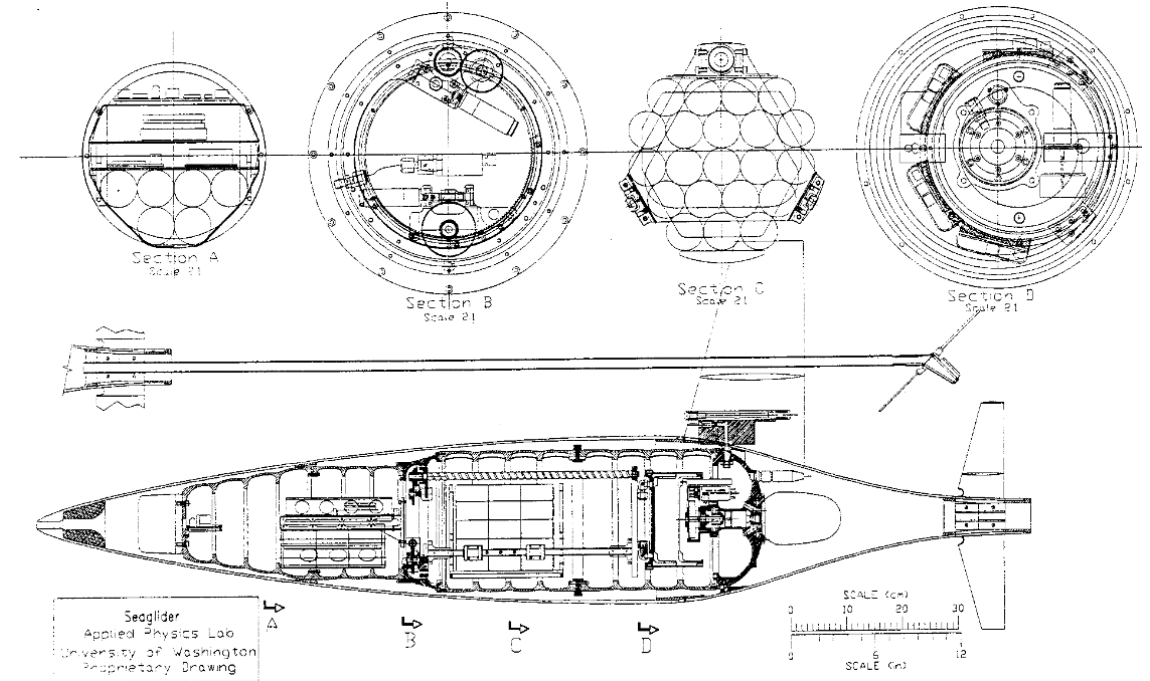 Section A
Scale 2:1
Section B
Scale 2:1
Section C
Scale 2:1
Section D
Scale 2:1
Seaglider
Applied Physics Lab
University of Washington
Proprietary Drawing
A
B
C
D
SCALE (cm)
0 10 20 30
0 6 12
SCALE (in)